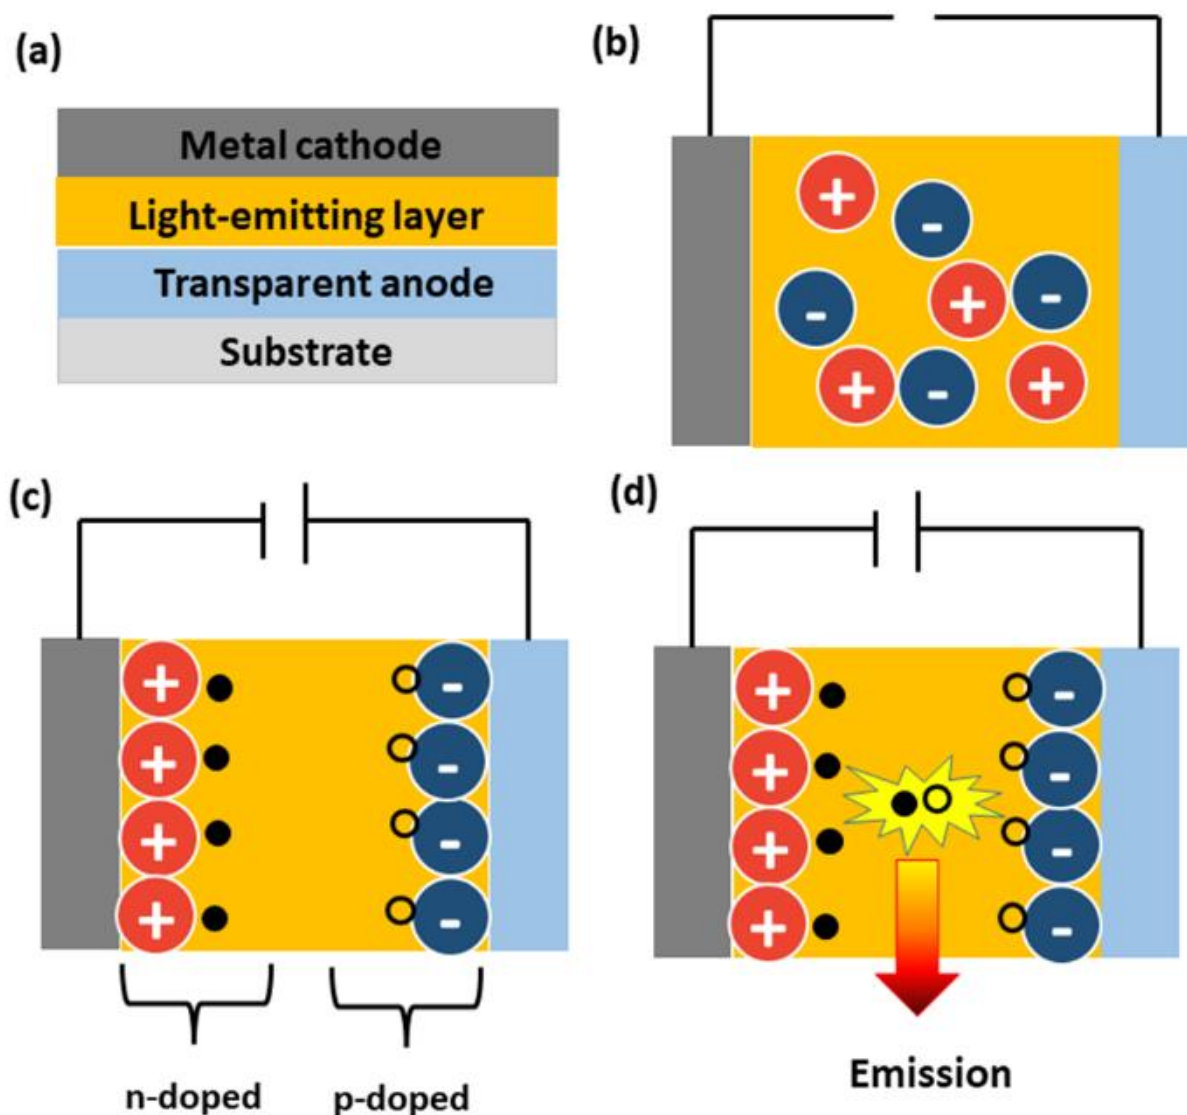 (a)
Metal cathode
Light-emitting layer
Transparent anode
Substrate
(b)
+
-
-
+
-
+
-
+
(c)
+
-
+
-
+
-
+
-
n-doped
p-doped
(d)
+
-
+
-
+
-
+
-
Emission